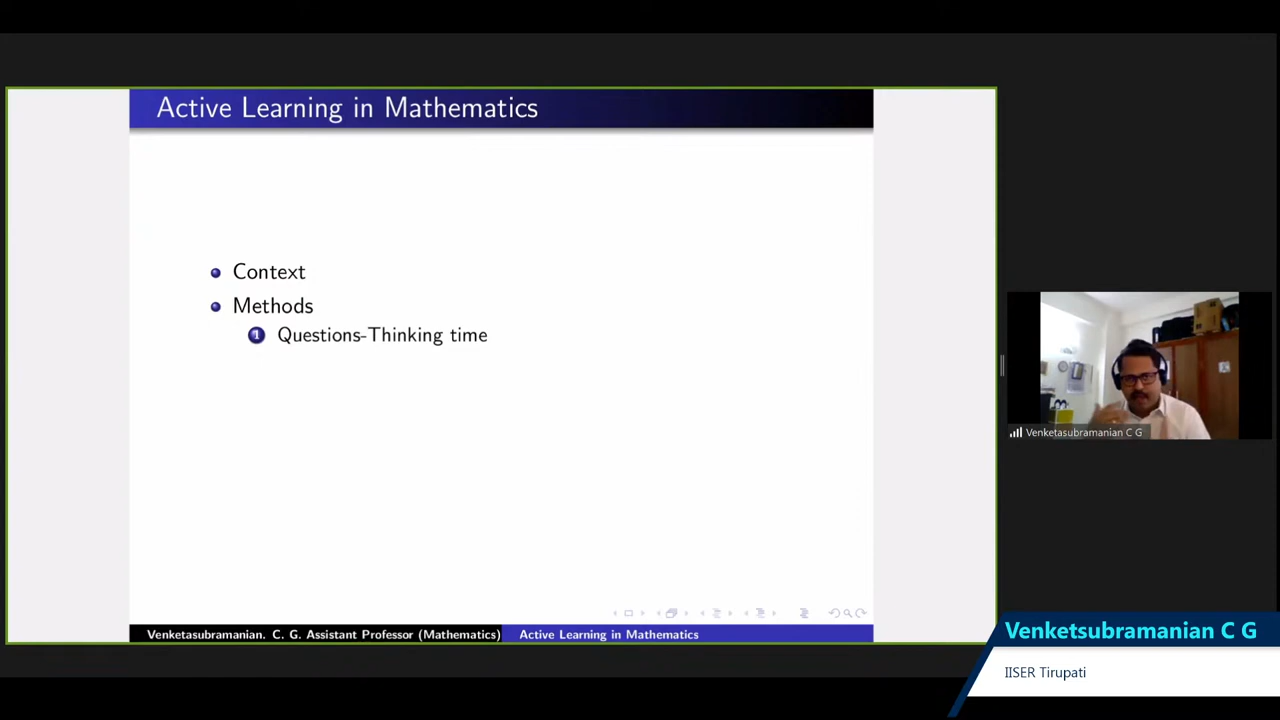 Active Learning in Mathematics
Context
Methods
1 Questions-Thinking time
Venketasubramanian. C. G. Assistant Professor (Mathematics)
Active Learning in Mathematics
Venketasubramanian C G
Venketsubramanian C G
IISER Tirupati